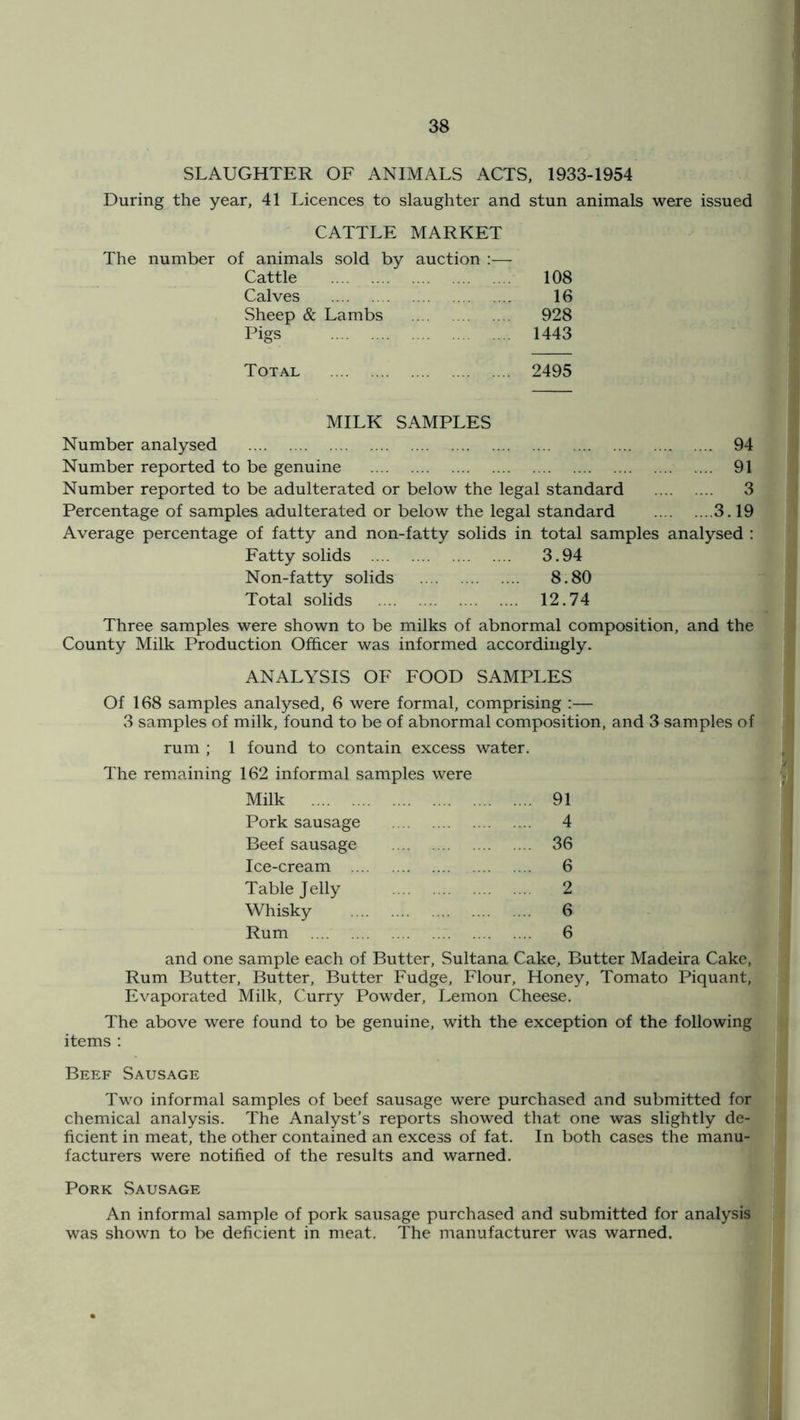 38
SLAUGHTER OF ANIMALS ACTS, 1933-1954
During the year, 41 Licences to slaughter and stun animals were issued
CATTLE MARKET
The number of animals sold by auction :—
Cattle .... .... .... .... .... 108
Calves .... .... .... .... .... 16
Sheep & Lambs .... .... .... 928
Pigs .... .... .... .... .... 1443
TOTAL .... .... .... .... .... 2495
MILK SAMPLES
Number analysed .... .... .... .... .... .... .... .... .... .... .... .... 94
Number reported to be genuine .... .... .... .... .... .... .... .... .... 91
Number reported to be adulterated or below the legal standard .... .... 3
Percentage of samples adulterated or below the legal standard .... ....3.19
Average percentage of fatty and non-fatty solids in total samples analysed :
Fatty solids .... .... .... .... 3.94
Non-fatty solids .... .... .... 8.80
Total solids .... .... .... .... 12.74
Three samples were shown to be milks of abnormal composition, and the
County Milk Production Officer was informed accordingly.
ANALYSIS OF FOOD SAMPLES
Of 168 samples analysed, 6 were formal, comprising :—
3 samples of milk, found to be of abnormal composition, and 3 samples of
rum ; 1 found to contain excess water.
The remaining 162 informal samples were
Milk .... .... .... .... .... .... 91
Pork sausage .... .... .... .... 4
Beef sausage .... .... .... .... 36
Ice-cream .... .... .... .... .... 6
Table Jelly .... .... .... .... 2
Whisky .... .... .... .... .... 6
Rum .... .... .... .... .... .... 6
and one sample each of Butter, Sultana Cake, Butter Madeira Cake,
Rum Butter, Butter, Butter Fudge, Flour, Honey, Tomato Piquant,
Evaporated Milk, Curry Powder, Lemon Cheese.
The above were found to be genuine, with the exception of the following
items :
BEEF SAUSAGE
Two informal samples of beef sausage were purchased and submitted for
chemical analysis. The Analyst's reports showed that one was slightly de-
ficient in meat, the other contained an excess of fat. In both cases the manu-
facturers were notified of the results and warned.
PORK SAUSAGE
An informal sample of pork sausage purchased and submitted for analysis
was shown to be deficient in meat. The manufacturer was warned.